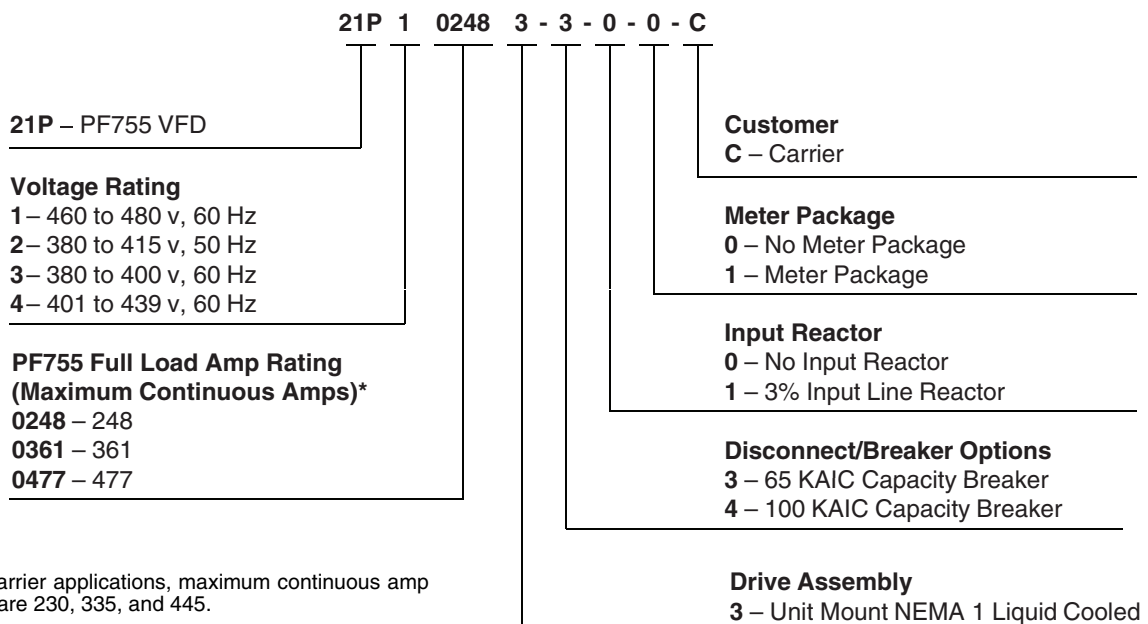 21P 1 0248 3 - 3 - 0 - 0 - C
21P – PF755 VFD
Voltage Rating
1 – 460 to 480 v, 60 Hz
2 – 380 to 415 v, 50 Hz
3 – 380 to 400 v, 60 Hz
4 – 401 to 439 v, 60 Hz
PF755 Full Load Amp Rating
(Maximum Continuous Amps)*
0248 – 248
0361 – 361
0477 – 477
arrier applications, maximum continuous amp
are 230, 335, and 445.
Customer
C – Carrier
Meter Package
0 – No Meter Package
1 – Meter Package
Input Reactor
0 – No Input Reactor
1 – 3% Input Line Reactor
Disconnect/Breaker Options
3 – 65 KAIC Capacity Breaker
4 – 100 KAIC Capacity Breaker
Drive Assembly
3 – Unit Mount NEMA 1 Liquid Cooled